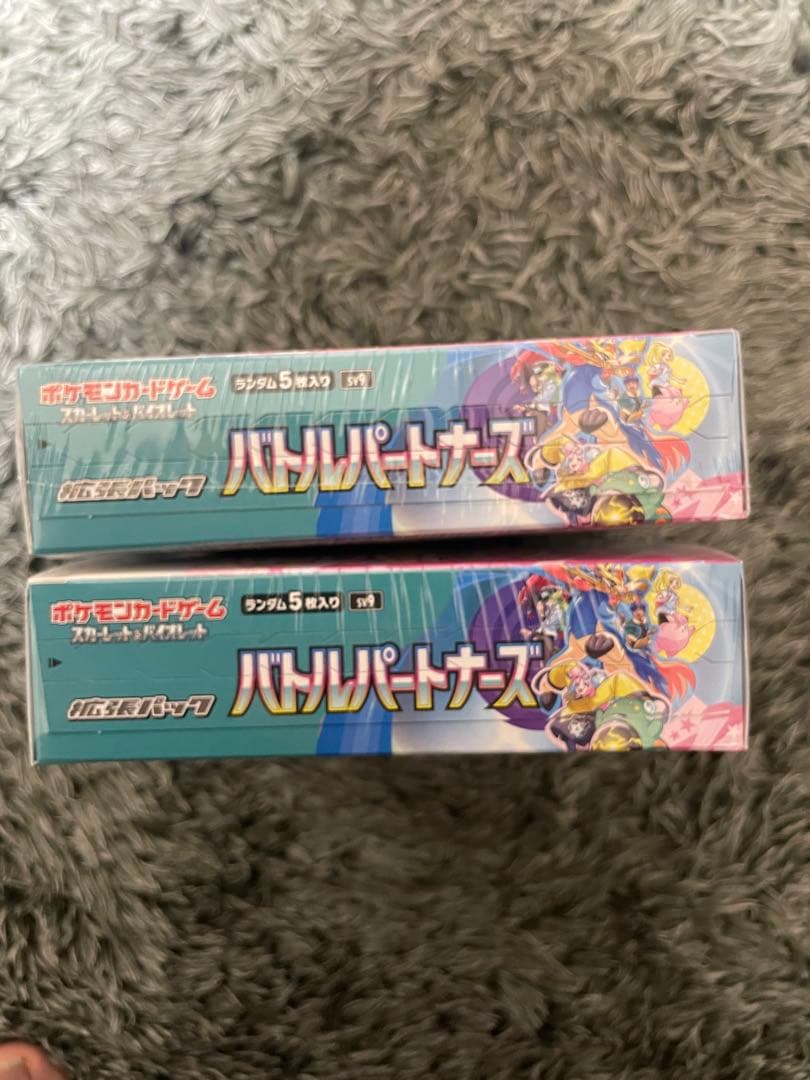 ポケモンカードゲーム
スカーレット&バイオレット
ランダム5枚入り sv9
拡張パック
バトルパートナーズ
ポケモンカードゲーム
スカーレット&バイオレット
ランダム5枚入り sv9
拡張パック
バトルパートナーズ